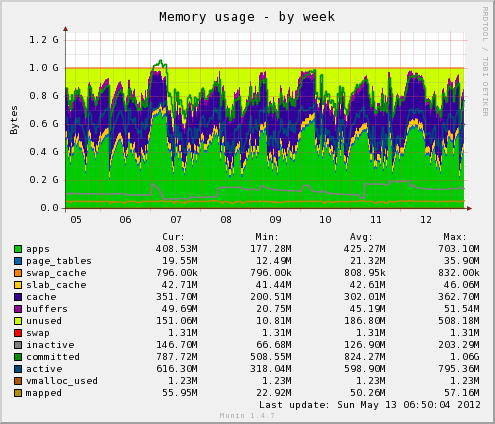 Memory usage - by week
RRDTOOL / TOBI OETIKER
Bytes
1.2 G
1.0 G
0.8 G
0.6 G
0.4 G
0.2 G
0.0
05 06 07 08 09 10 11 12
Cur: Min: Avg: Max:
apps 408.53M 177.28M 425.27M 703.10M
page_tables 19.55M 12.49M 21.32M 35.90M
swap_cache 796.00k 796.00k 808.95k 832.00k
slab_cache 42.71M 41.44M 42.61M 46.06M
cache 351.70M 200.51M 302.01M 362.70M
buffers 49.69M 20.75M 45.19M 51.54M
unused 151.06M 10.81M 186.80M 508.18M
swap 1.31M 1.31M 1.31M 1.31M
inactive 146.70M 66.68M 126.90M 203.29M
committed 787.72M 508.55M 824.27M 1.06G
active 616.30M 318.04M 598.90M 795.36M
vmalloc_used 1.23M 1.23M 1.23M 1.23M
mapped 55.95M 22.92M 50.26M 57.16M
Last update: Sun May 13 06:50:04 2012
Munin 1.4.7